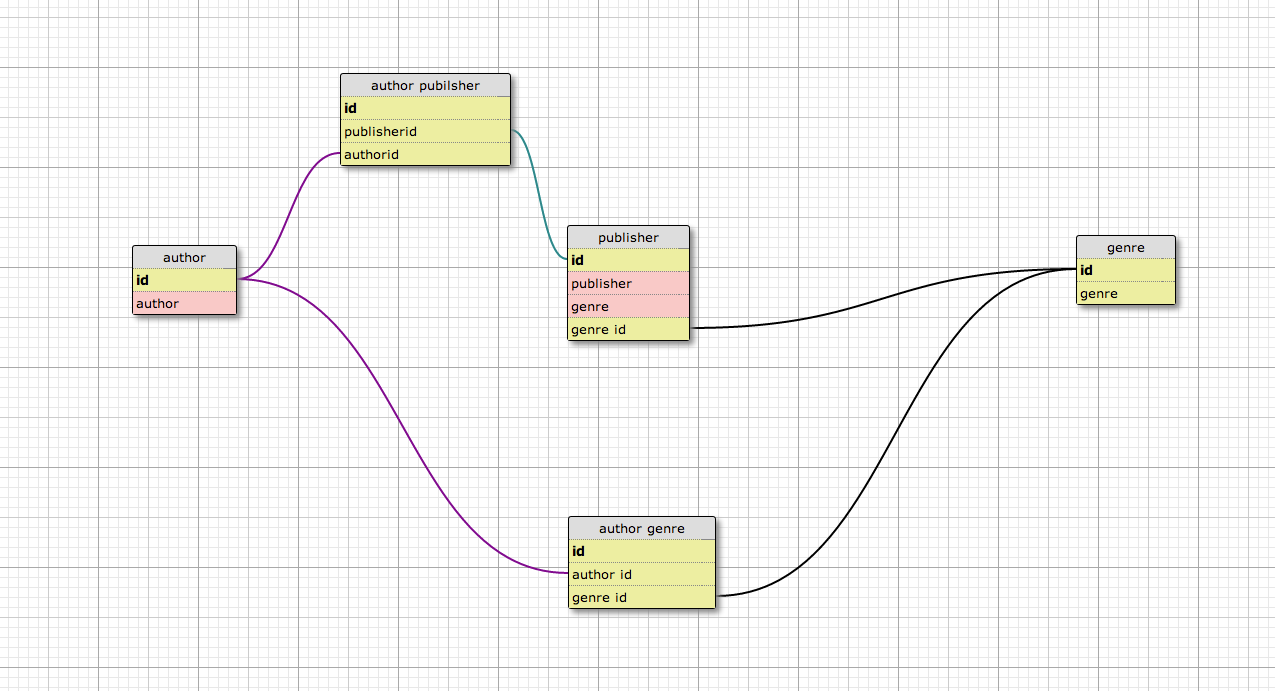 author pubilsher
id
publisherid
authorid
author
id
author
publisher
id
publisher
genre
genre id
genre
id
genre
author genre
id
author id
genre id